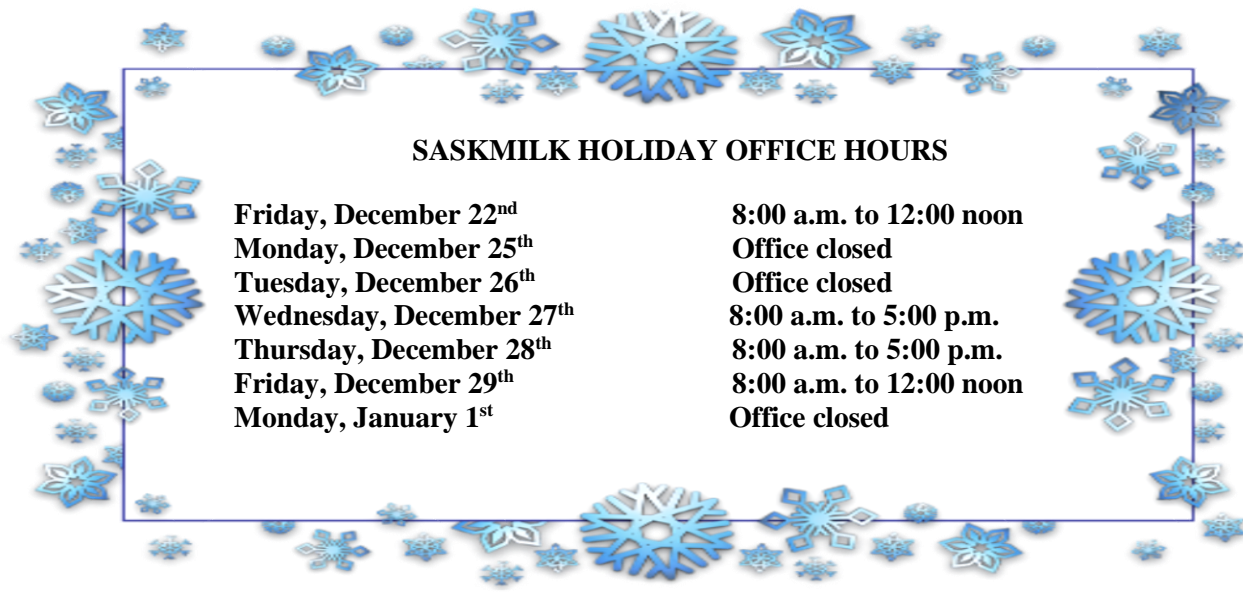 SASKMILK HOLIDAY OFFICE HOURS
Friday, December 22nd 8:00 a.m. to 12:00 noon
Monday, December 25th Office closed
Tuesday, December 26th Office closed
Wednesday, December 27th 8:00 a.m. to 5:00 p.m.
Thursday, December 28th 8:00 a.m. to 5:00 p.m.
Friday, December 29th 8:00 a.m. to 12:00 noon
Monday, January 1st Office closed